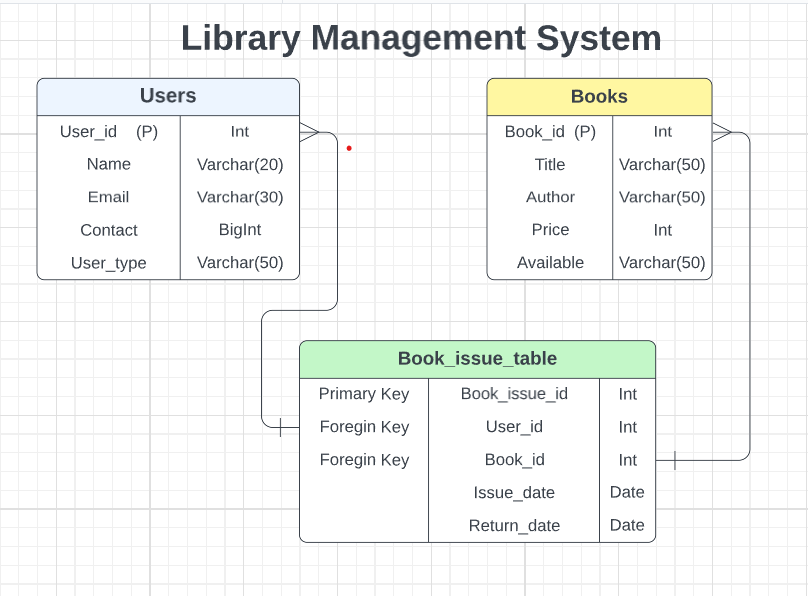 Library Management System
Users
User_id (P) Int
Name Varchar(20)
Email Varchar(30)
Contact BigInt
User_type Varchar(50)
Books
Book_id (P) Int
Title Varchar(50)
Author Varchar(50)
Price Int
Available Varchar(50)
Book_issue_table
Primary Key Book_issue_id Int
Foregin Key User_id Int
Foregin Key Book_id Int
Issue_date Date
Return_date Date